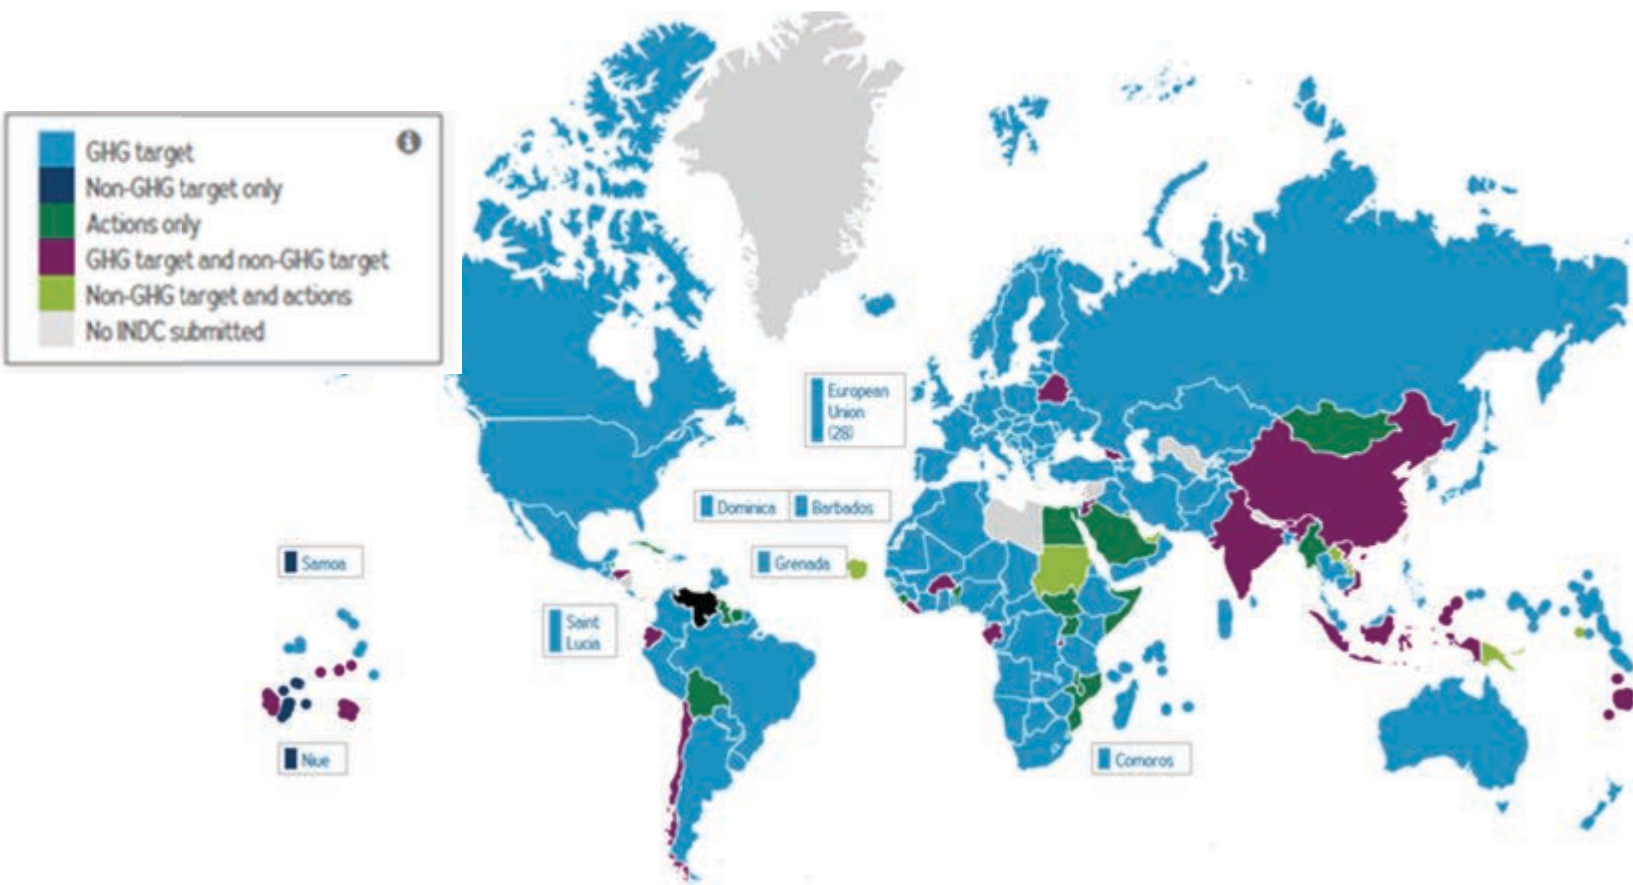 GHG target
Non-GHG target only
Actions only
GHG target and non-GHG target
Non-GHG target and actions
No INDC submitted
European
Union
(28)
Dominica
Barbados
Samoa
Grenada
Saint
Lucia
Niue
Comoros